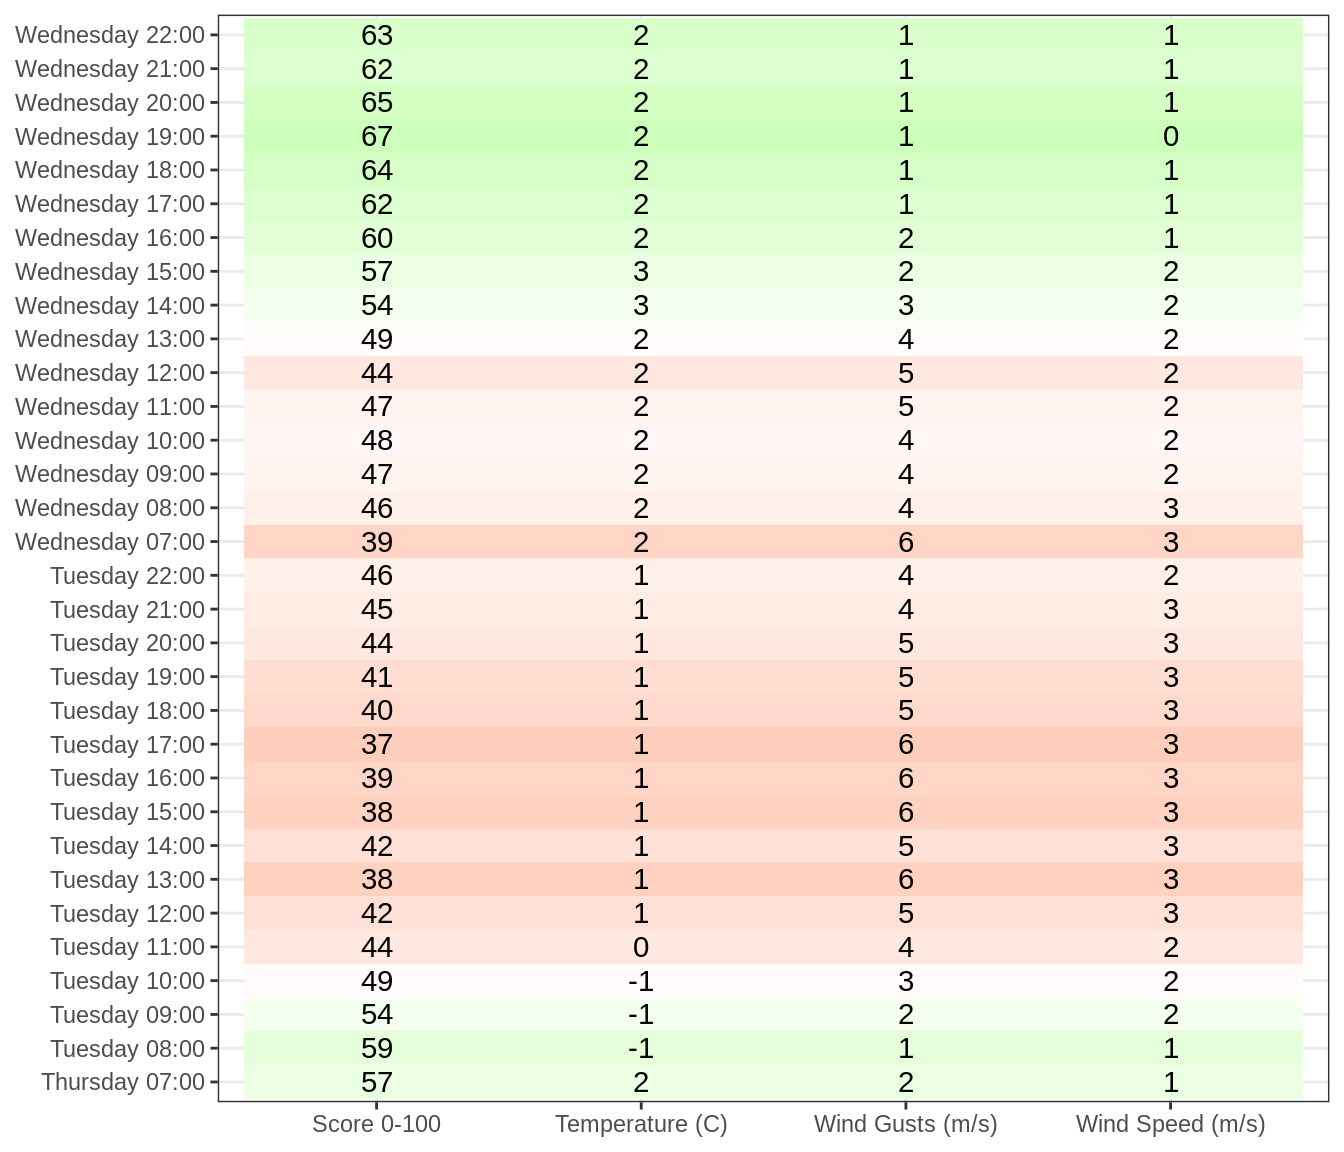 Wednesday 22:00 63 2 1 1
Wednesday 21:00 62 2 1 1
Wednesday 20:00 65 2 1 1
Wednesday 19:00 67 2 1 0
Wednesday 18:00 64 2 1 1
Wednesday 17:00 62 2 1 1
Wednesday 16:00 60 2 2 1
Wednesday 15:00 57 3 2 2
Wednesday 14:00 54 3 3 2
Wednesday 13:00 49 2 4 2
Wednesday 12:00 44 2 5 2
Wednesday 11:00 47 2 5 2
Wednesday 10:00 48 2 4 2
Wednesday 09:00 47 2 4 2
Wednesday 08:00 46 2 4 3
Wednesday 07:00 39 2 6 3
Tuesday 22:00 46 1 4 2
Tuesday 21:00 45 1 4 3
Tuesday 20:00 44 1 5 3
Tuesday 19:00 41 1 5 3
Tuesday 18:00 40 1 5 3
Tuesday 17:00 37 1 6 3
Tuesday 16:00 39 1 6 3
Tuesday 15:00 38 1 6 3
Tuesday 14:00 42 1 5 3
Tuesday 13:00 38 1 6 3
Tuesday 12:00 42 1 5 3
Tuesday 11:00 44 0 4 2
Tuesday 10:00 49 -1 3 2
Tuesday 09:00 54 -1 2 2
Tuesday 08:00 59 -1 1 1
Thursday 07:00 57 2 2 1
Score 0-100 Temperature (C) Wind Gusts (m/s) Wind Speed (m/s)